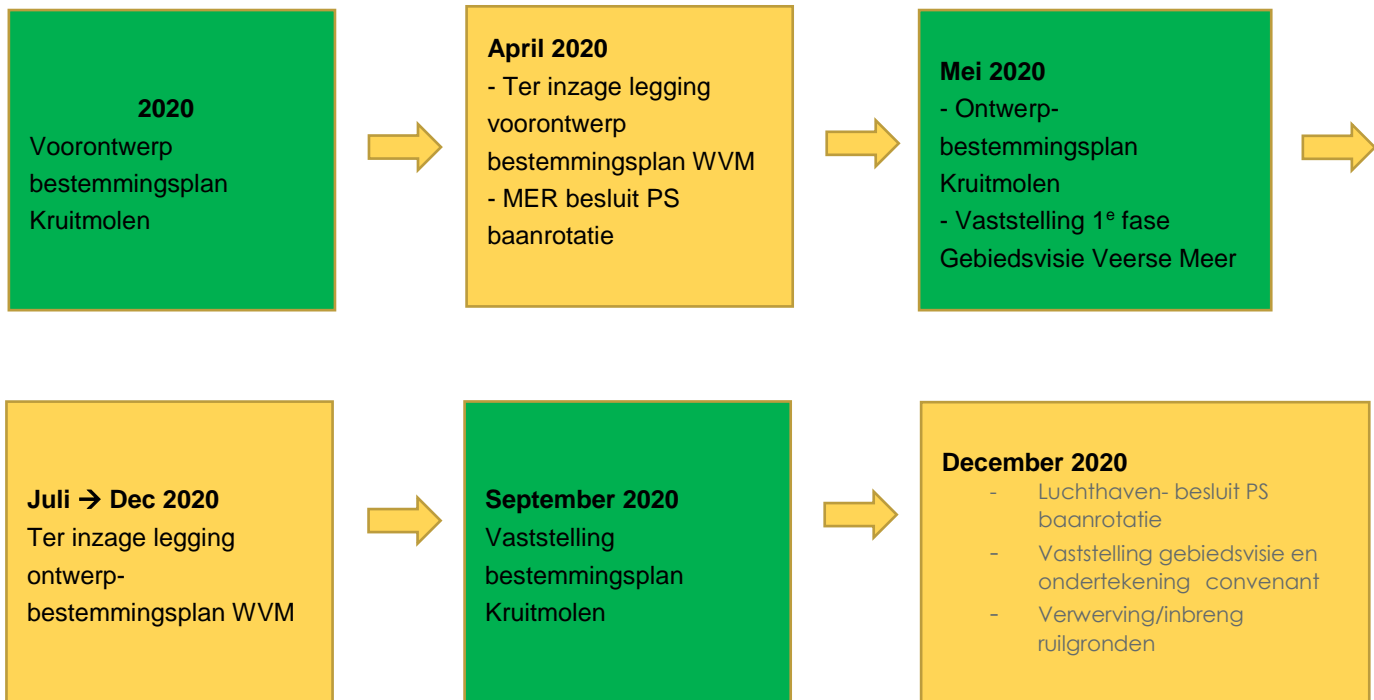 2020
Voorontwerp
bestemmingsplan
Kruitmolen
April 2020
- Ter inzage legging
voorontwerp
bestemmingsplan WVM
- MER besluit PS
baanrotatie
Mei 2020
- Ontwerp-
bestemmingsplan
Kruitmolen
- Vaststelling 1e fase
Gebiedsvisie Veerse Meer
Juli → Dec 2020
Ter inzage legging
ontwerp-
bestemmingsplan WVM
September 2020
Vaststelling
bestemmingsplan
Kruitmolen
December 2020
- Luchthaven- besluit PS
baanrotatie
- Vaststelling gebiedsvisie en
ondertekening convenant
- Verwerving/inbreng
ruilgronden